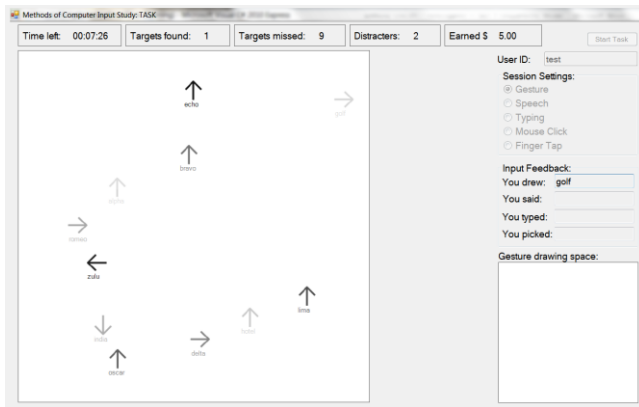 Methods of Computer Input Study: TASK
Time left: 00:07:26 Targets found: 1 Targets missed: 9 Distracters: 2 Earned $ 5.00
Start Task
User ID: test
Session Settings:
Gesture
Speech
Typing
Mouse Click
Finger Tap
Input Feedback:
You drew: golf
You said:
You typed:
You picked:
Gesture drawing space:
echo
golf
bravo
alpha
romeo
zulu
lima
hotel
india
delta
oscar